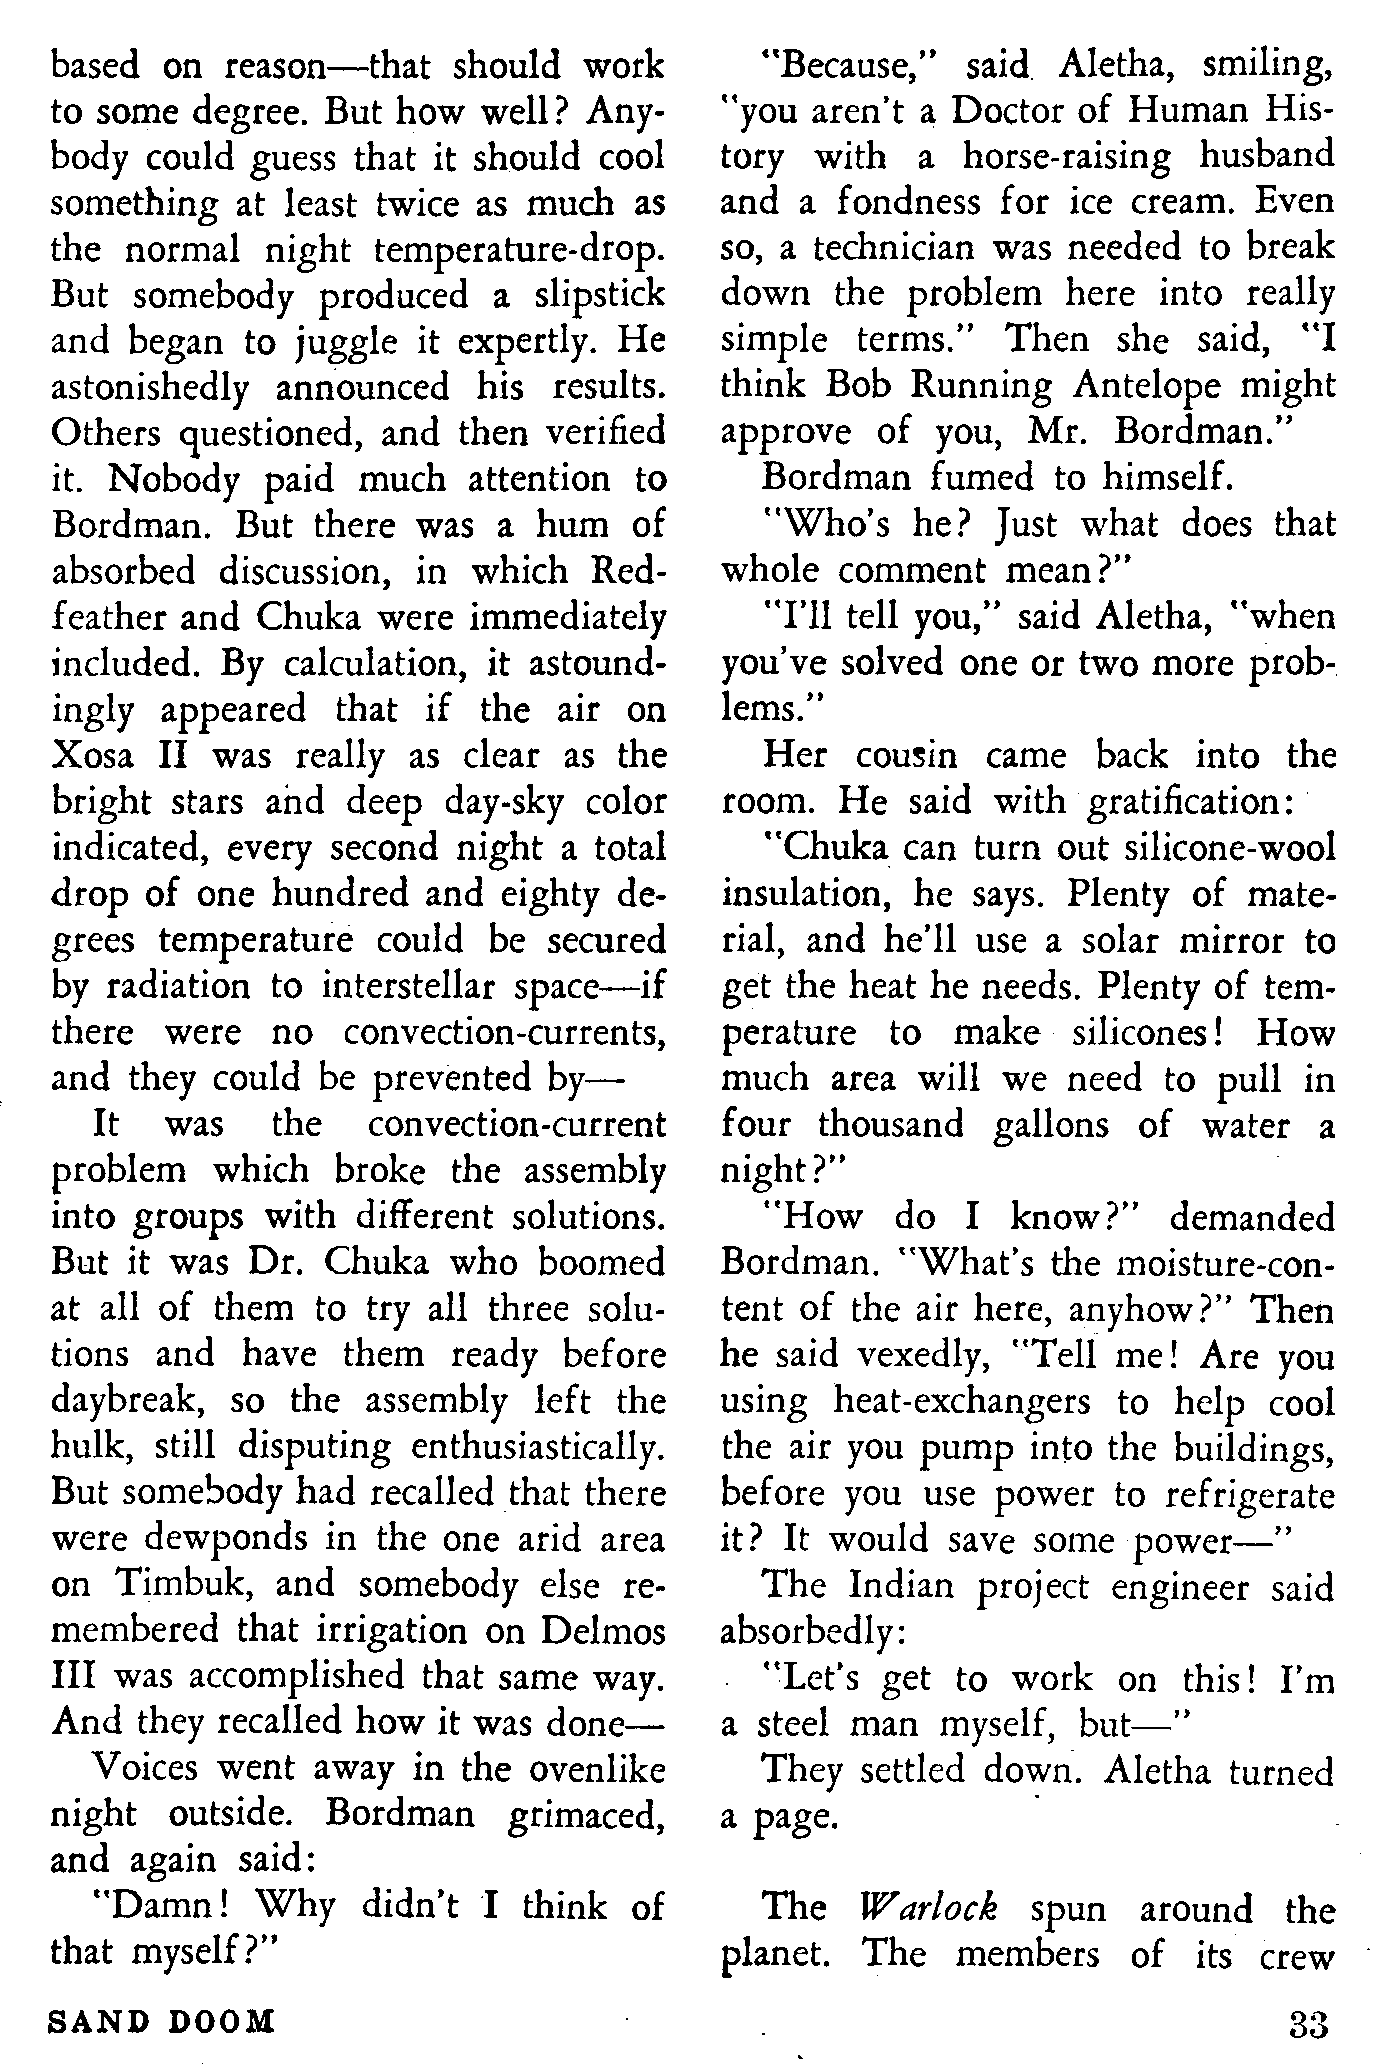 based on reason—that should work
to some degree. But how well? Any-
body could guess that it should cool
something at least twice as much as
the normal night temperature-drop.
But somebody produced a slipstick
and began to juggle it expertly. He
astonishedly announced his results.
Others questioned, and then verified
it. Nobody paid much attention to
Bordman. But there was a hum of
absorbed discussion, in which Red-
feather and Chuka were immediately
included. By calculation, it astound-
ingly appeared that if the air on
Xosa II was really as clear as the
bright stars and deep day-sky color
indicated, every second night a total
drop of one hundred and eighty de-
grees temperature could be secured
by radiation to interstellar space—if
there were no convection-currents,
and they could be prevented by—
It was the convection-current
problem which broke the assembly
into groups with different solutions.
But it was Dr. Chuka who boomed
at all of them to try all three solu-
tions and have them ready before
daybreak, so the assembly left the
hulk, still disputing enthusiastically.
But somebody had recalled that there
were dewponds in the one arid area
on Timbuk, and somebody else re-
membered that irrigation on Delmos
III was accomplished that same way.
And they recalled how it was done—
Voices went away in the ovenlike
night outside. Bordman grimaced,
and again said:
"Damn! Why didn't I think of
that myself?"
"Because," said Aletha, smiling,
"you aren't a Doctor of Human His-
tory with a horse-raising husband
and a fondness for ice cream. Even
so, a technician was needed to break
down the problem here into really
simple terms." Then she said, "I
think Bob Running Antelope might
approve of you, Mr. Bordman."
Bordman fumed to himself.
"Who's he? Just what does that
whole comment mean?"
"I'll tell you," said Aletha, "when
you've solved one or two more prob-
lems."
Her cousin came back into the
room. He said with gratification:
"Chuka can turn out silicone-wool
insulation, he says. Plenty of mate-
rial, and he'll use a solar mirror to
get the heat he needs. Plenty of tem-
perature to make silicones! How
much area will we need to pull in
four thousand gallons of water a
night?"
"How do I know?" demanded
Bordman. "What's the moisture-con-
tent of the air here, anyhow?" Then
he said vexedly, "Tell me! Are you
using heat-exchangers to help cool
the air you pump into the buildings,
before you use power to refrigerate
it? It would save some power—"
The Indian project engineer said
absorbedly:
"Let's get to work on this! I'm
a steel man myself, but—"
They settled down. Aletha turned
a page.
The Warlock spun around the
planet. The members of its crew
SAND DOOM
33